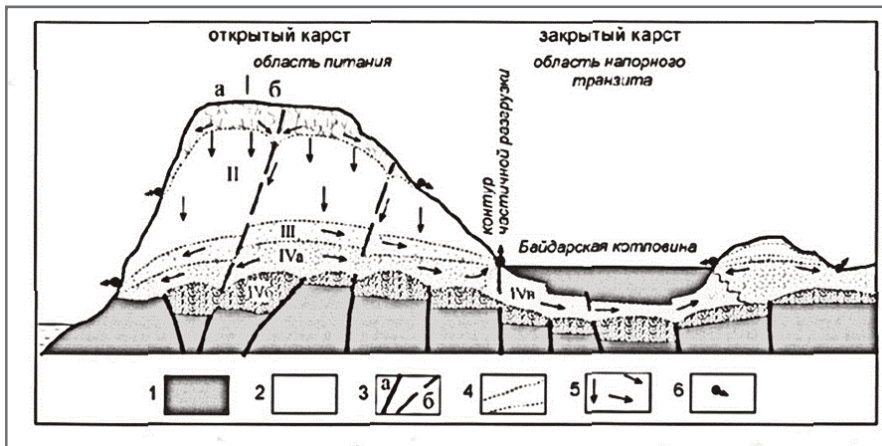 открытый карст
закрытый карст
область питания
область напорного
транзита
а
б
контур
частичной разгрузки
II
III
IVa
IVв
Байдарская котловина
1
2
3
а
б
4
5
6